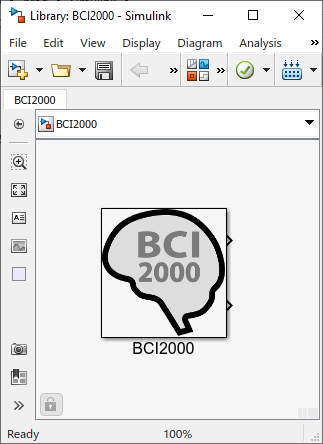 Library: BCI2000 - Simulink
File Edit View Display Diagram Analysis »
BCI2000
BCI2000
BCI
2000
BCI2000
Ready 100%